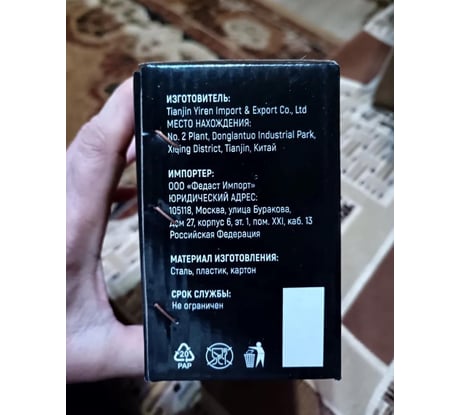 ИЗГОТОВИТЕЛЬ:
Tianjin Yiren Import & Export Co., Ltd
МЕСТО НАХОЖДЕНИЯ:
No. 2 Plant, Donglantuo Industrial Park,
Xiqing District, Tianjin, Китай
ИМПОРТЕР:
ООО «Федаст Импорт»
ЮРИДИЧЕСКИЙ АДРЕС:
105118, Москва, улица Буракова,
дом 27, корпус 6, эт. 1, пом. XXI, каб. 13
Российская Федерация
МАТЕРИАЛ ИЗГОТОВЛЕНИЯ:
Сталь, пластик, картон
СРОК СЛУЖБЫ:
Не ограничен
20
PAP